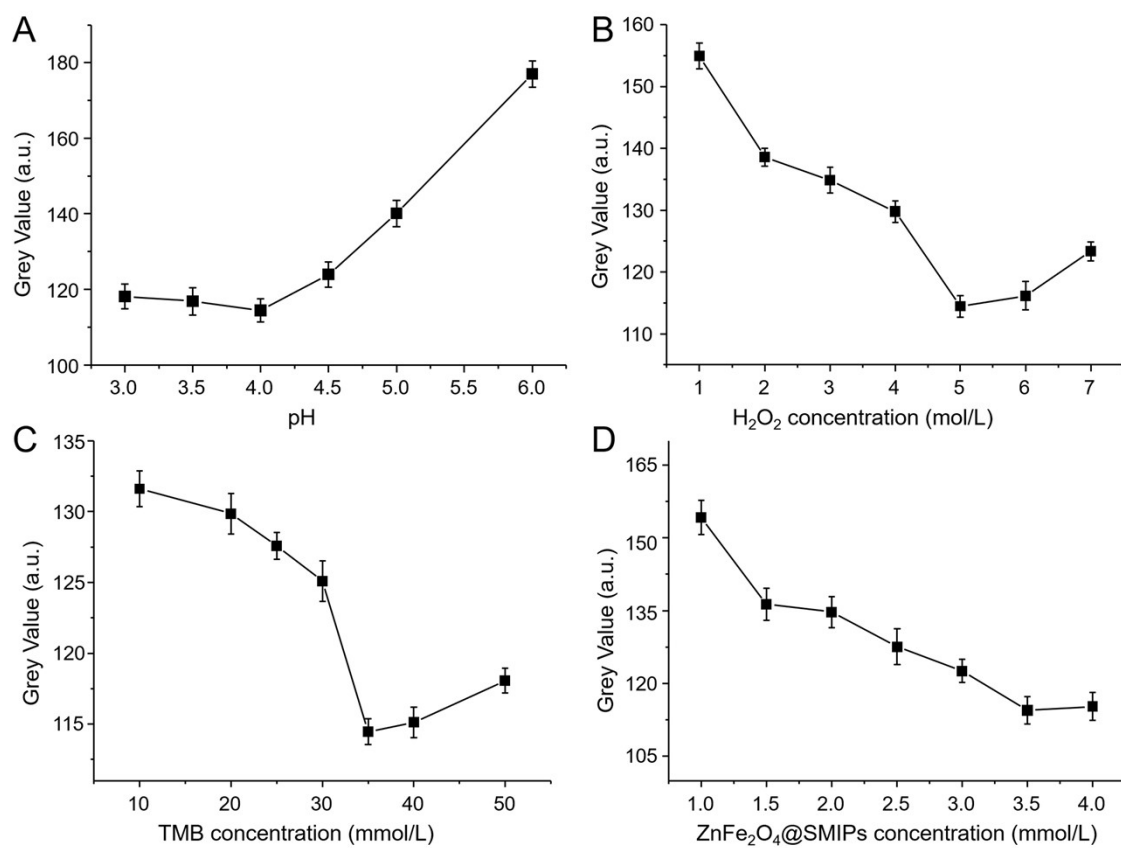 A
Grey Value (a.u.)
180
160
140
120
100
3.0 3.5 4.0 4.5 5.0 5.5 6.0
pH
B
Grey Value (a.u.)
160
150
140
130
120
110
1 2 3 4 5 6 7
H₂O₂ concentration (mol/L)
C
Grey Value (a.u.)
135
130
125
120
115
10 20 30 40 50
TMB concentration (mmol/L)
D
Grey Value (a.u.)
165
150
135
120
105
1.0 1.5 2.0 2.5 3.0 3.5 4.0
ZnFe₂O₄@SMIPs concentration (mmol/L)